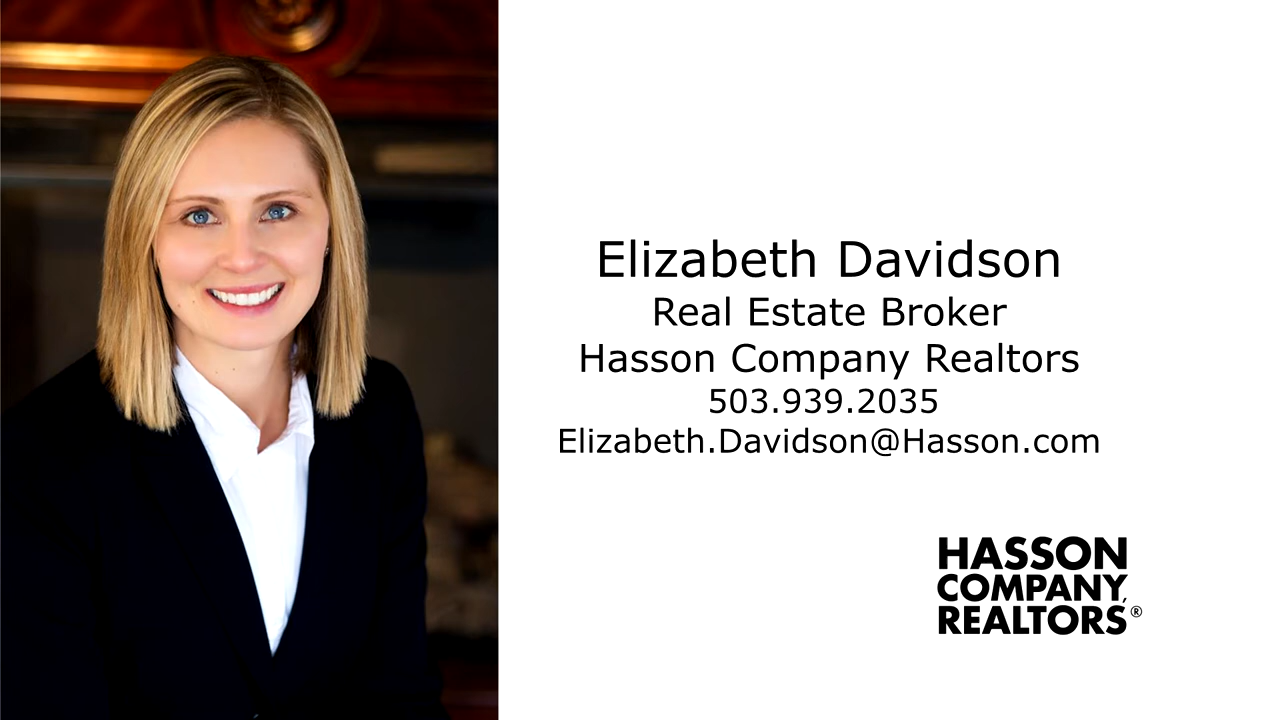 Elizabeth Davidson
Real Estate Broker
Hasson Company Realtors
503.939.2035
Elizabeth.Davidson@Hasson.com
HASSON
COMPANY,
REALTORS®